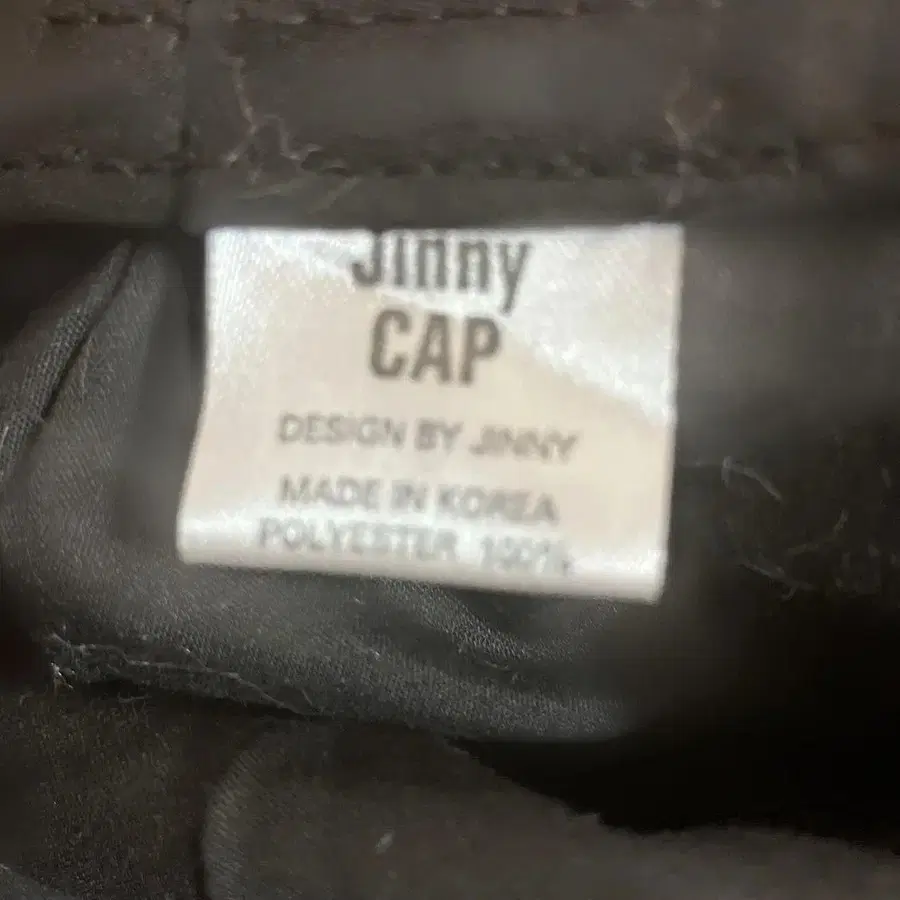 Jinny
CAP
DESIGN BY JINNY
MADE IN KOREA
POLYESTER 100%